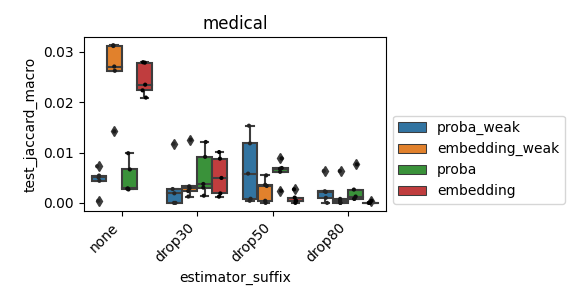 medical
test_jaccard_macro
0.03
0.02
0.01
0.00
none
drop30
drop50
drop80
estimator_suffix
proba_weak
embedding_weak
proba
embedding